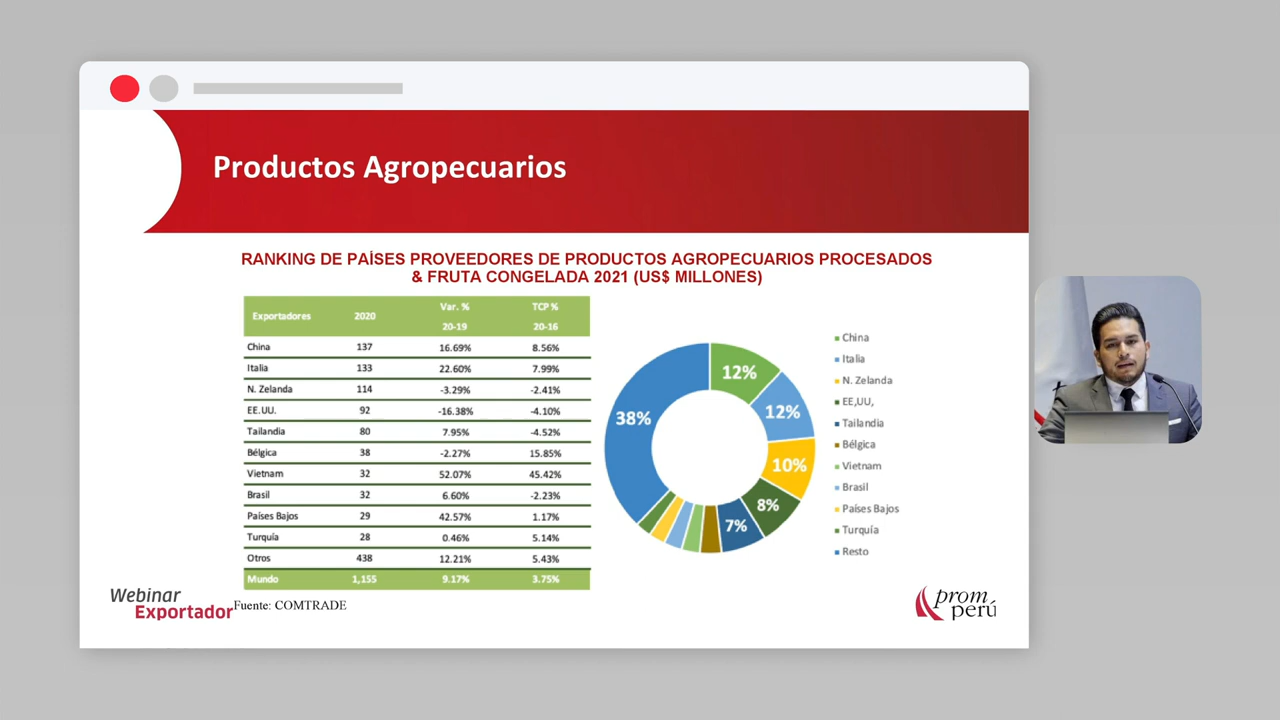 Productos Agropecuarios
RANKING DE PAÍSES PROVEEDORES DE PRODUCTOS AGROPECUARIOS PROCESADOS
& FRUTA CONGELADA 2021 (US$ MILLONES)
Exportadores 2020 Var. % 20-19 TCP % 20-16
China 137 16.69% 8.56%
Italia 133 22.60% 7.99%
N. Zelanda 114 -3.29% -2.41%
EE.UU. 92 -16.38% -4.10%
Tailandia 80 7.95% -4.52%
Bélgica 38 -2.27% 15.85%
Vietnam 32 52.07% 45.42%
Brasil 32 6.60% -2.23%
Países Bajos 29 42.57% 1.17%
Turquía 28 0.46% 5.14%
Otros 438 12.21% 5.43%
Mundo 1,155 9.17% 3.75%
12%
12%
10%
8%
7%
38%
China
Italia
N. Zelanda
EE,UU,
Tailandia
Bélgica
Vietnam
Brasil
Países Bajos
Turquía
Resto
Webinar
Exportador
Fuente: COMTRADE
prom
perú